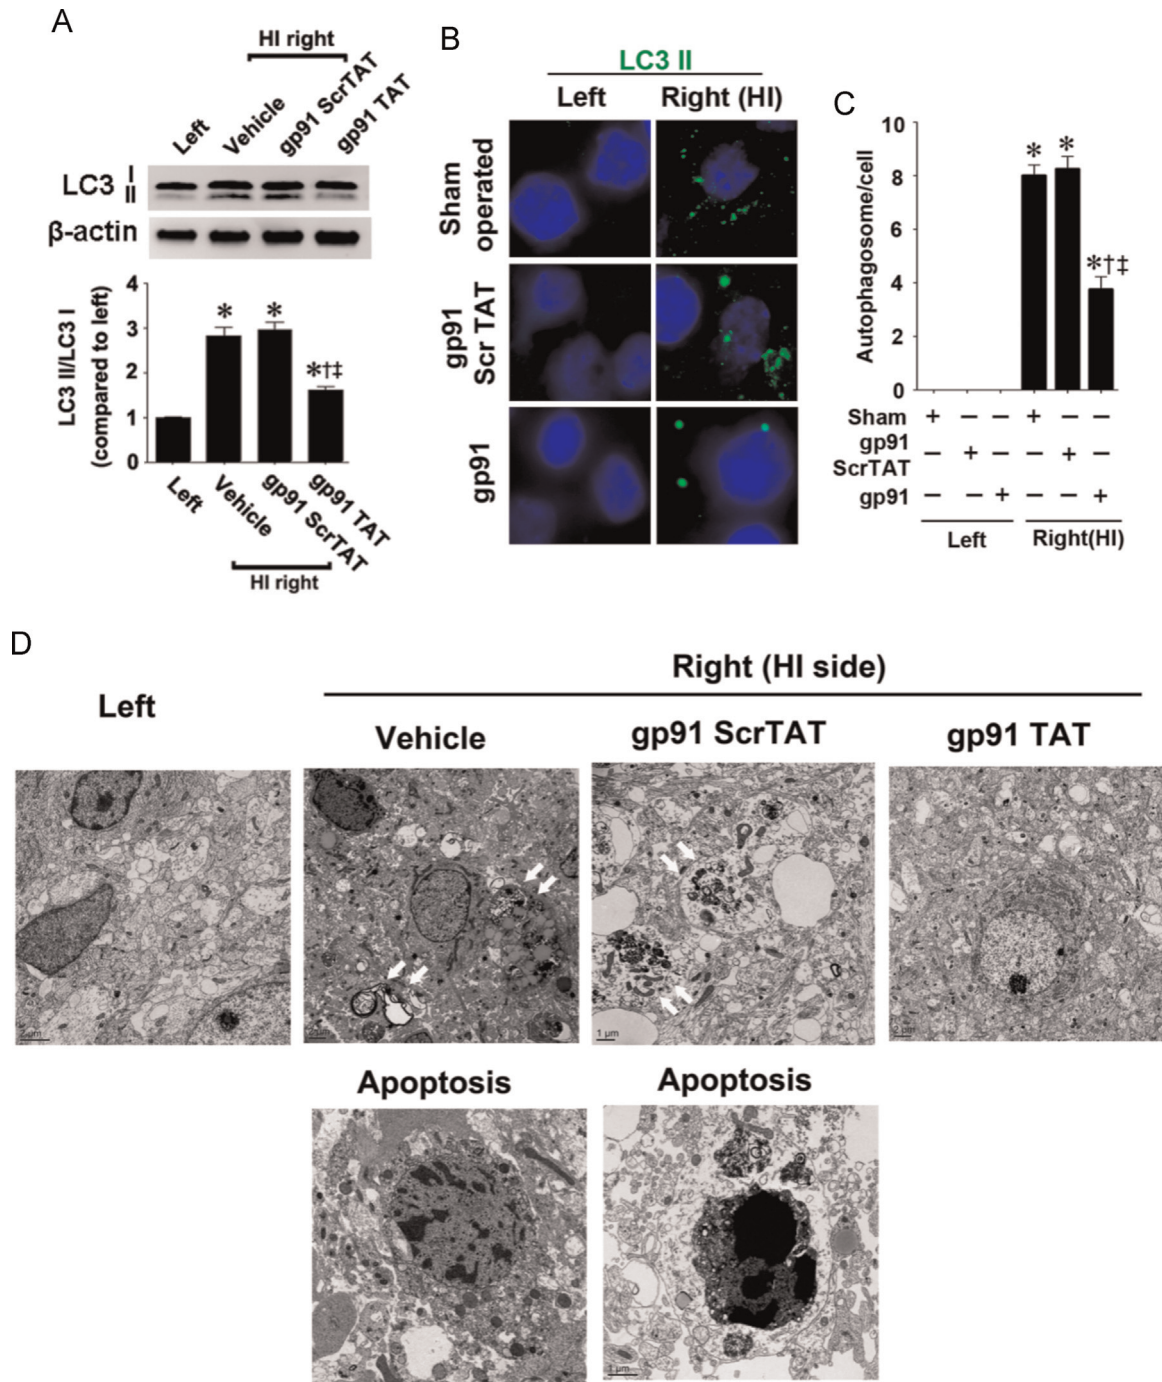 A
HI right
Left
Vehicle
gp91 ScrTAT
gp91 TAT
LC3
I
II
β-actin
LC3 II/LC3 I
(compared to left)
4
3
2
1
0
*
*
*†‡
Left
Vehicle
gp91 ScrTAT
gp91 TAT
HI right
B
LC3 II
Left
Right (HI)
Sham
operated
gp91
Scr TAT
gp91
C
Autophagosome/cell
10
8
6
4
2
0
*
*
*†‡
Sham + − − + − −
gp91
ScrTAT − + − − + −
gp91 − − + − − +
Left
Right(HI)
D
Right (HI side)
Left
Vehicle
gp91 ScrTAT
gp91 TAT
1 µm
Apoptosis
Apoptosis
1 µm